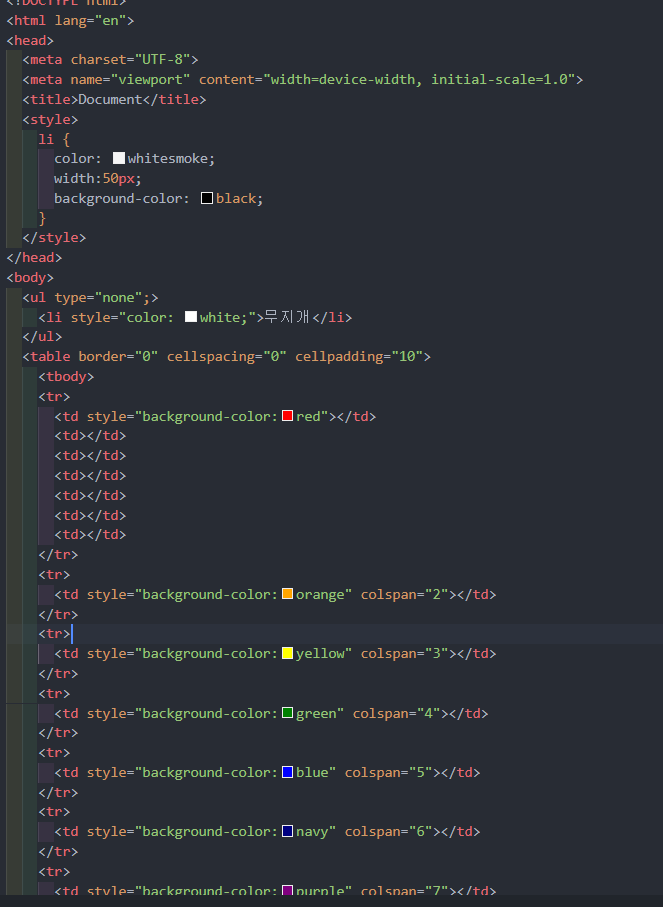 <!DOCTYPE html>
<html lang="en">
<head>
<meta charset="UTF-8">
<meta name="viewport" content="width=device-width, initial-scale=1.0">
<title>Document</title>
<style>
li {
color: whitesmoke;
width:50px;
background-color: black;
}
</style>
</head>
<body>
<ul type="none";>
<li style="color: white;">무지개</li>
</ul>
<table border="0" cellspacing="0" cellpadding="10">
<tbody>
<tr>
<td style="background-color:red"></td>
<td></td>
<td></td>
<td></td>
<td></td>
<td></td>
<td></td>
</tr>
<tr>
<td style="background-color:orange" colspan="2"></td>
</tr>
<tr>
<td style="background-color:yellow" colspan="3"></td>
</tr>
<tr>
<td style="background-color:green" colspan="4"></td>
</tr>
<tr>
<td style="background-color:blue" colspan="5"></td>
</tr>
<tr>
<td style="background-color:navy" colspan="6"></td>
</tr>
<tr>
<td style="background-color:purple" colspan="7"></td>